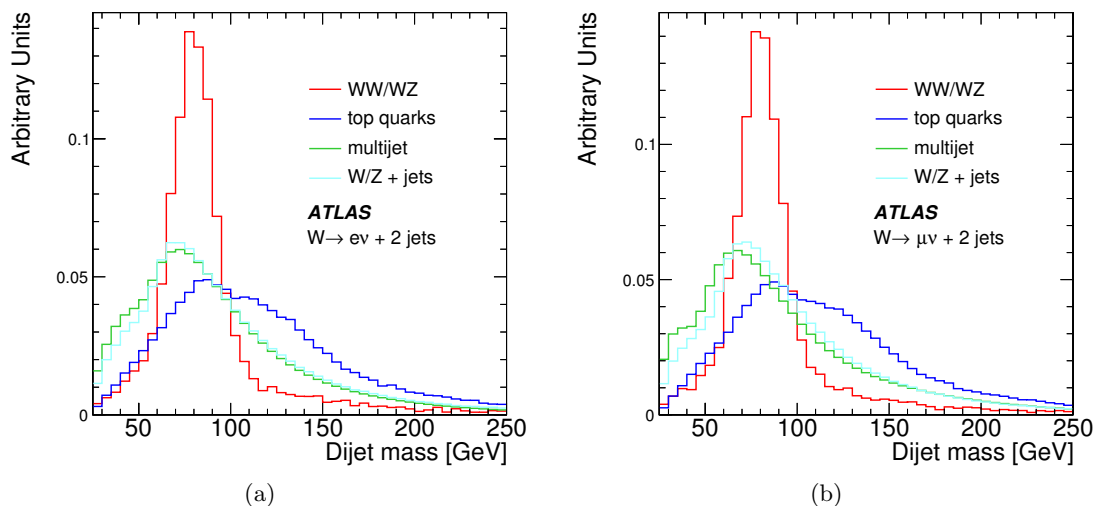 Arbitrary Units
0.1
0.05
0
WW/WZ
top quarks
multijet
W/Z + jets
ATLAS
W→ eν + 2 jets
50 100 150 200 250
Dijet mass [GeV]
(a)
Arbitrary Units
0.1
0.05
0
WW/WZ
top quarks
multijet
W/Z + jets
ATLAS
W→ μν + 2 jets
50 100 150 200 250
Dijet mass [GeV]
(b)